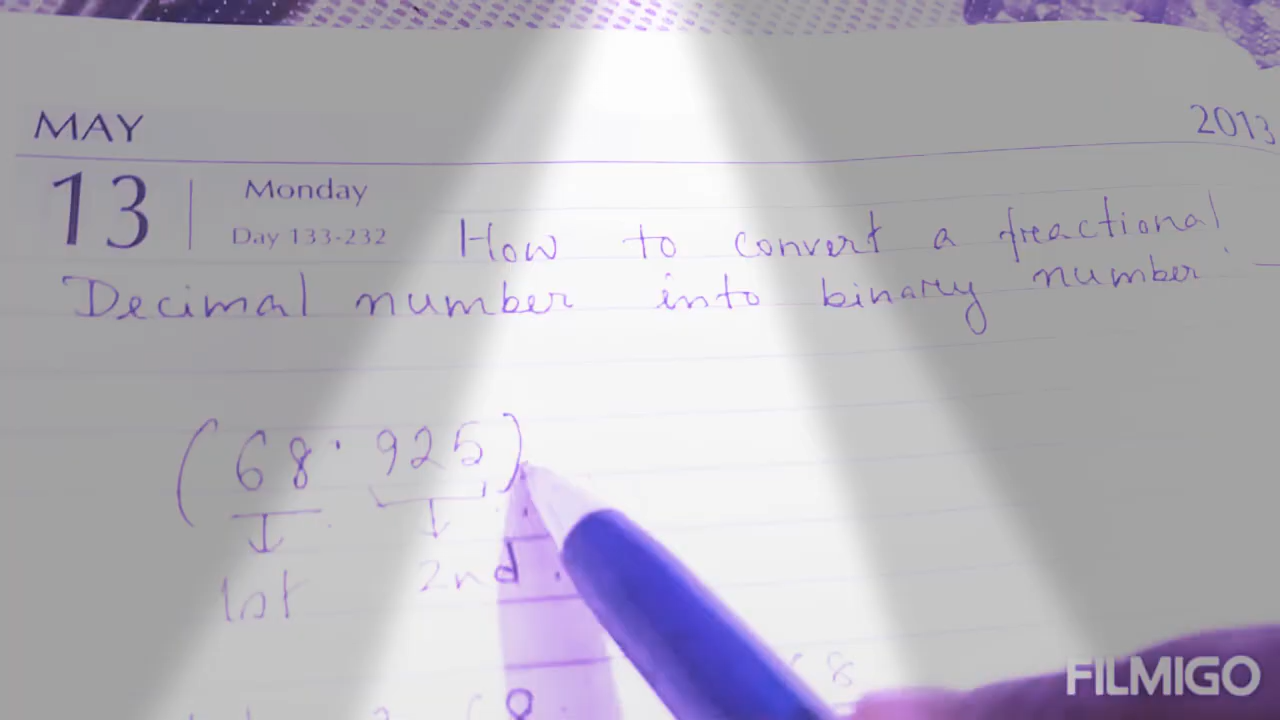 MAY
2013
13
Monday
Day 133-232
How to convert a fractional
Decimal number into binary number :-
(68.925)
1st 2nd
68
FILMIGO